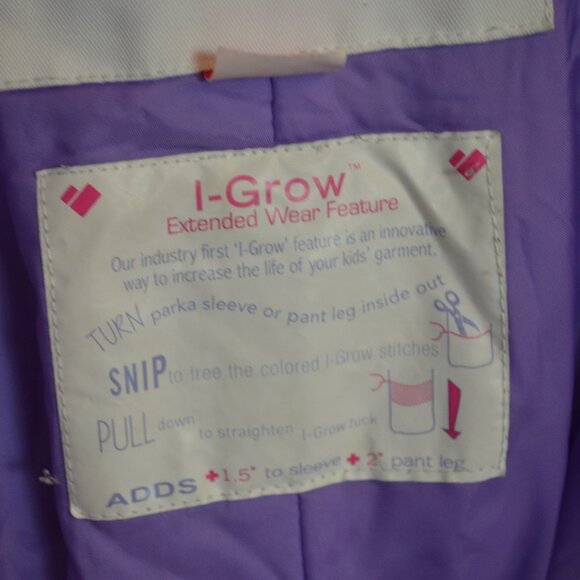 I-Grow™
Extended Wear Feature
Our industry first 'I-Grow' feature is an innovative
way to increase the life of your kids' garment.
TURN parka sleeve or pant leg inside out
SNIP to free the colored I-Grow stitches
PULL down to straighten I-Grow tuck
ADDS +1.5" to sleeve + 2" pant leg